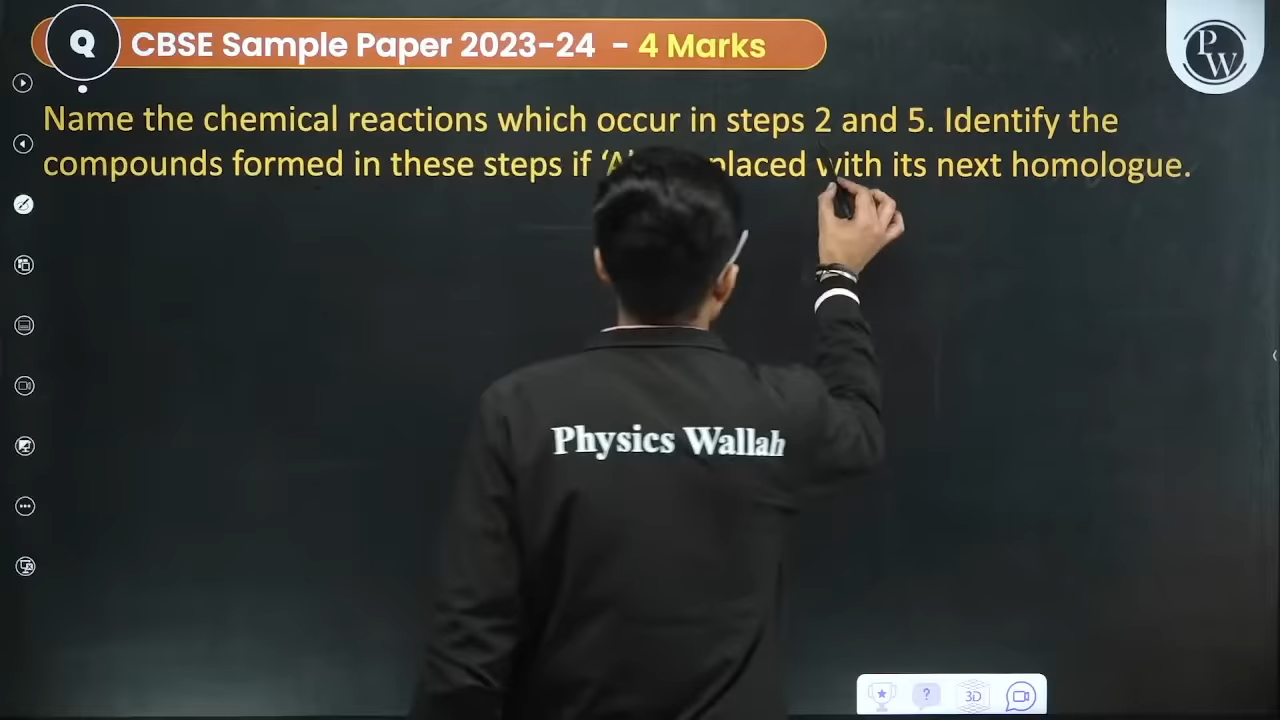 Q CBSE Sample Paper 2023-24 - 4 Marks
PW
Name the chemical reactions which occur in steps 2 and 5. Identify the
compounds formed in these steps if ‘A with its next homologue.
Physics Wallah
? 3D